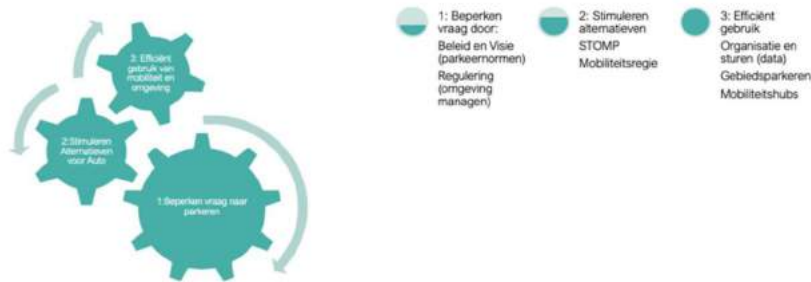 3: Efficiënt
gebruik van
mobiliteit en
omgeving
2:Stimuleren
Alternatieven
voor Auto
1:Beperken vraag naar
parkeren
1: Beperken
vraag door:
Beleid en Visie
(parkeernormen)
Regulering
(omgeving
managen)
2: Stimuleren
alternatieven
STOMP
Mobiliteitsregie
3: Efficiënt
gebruik
Organisatie en
sturen (data)
Gebiedsparkeren
Mobiliteitshubs